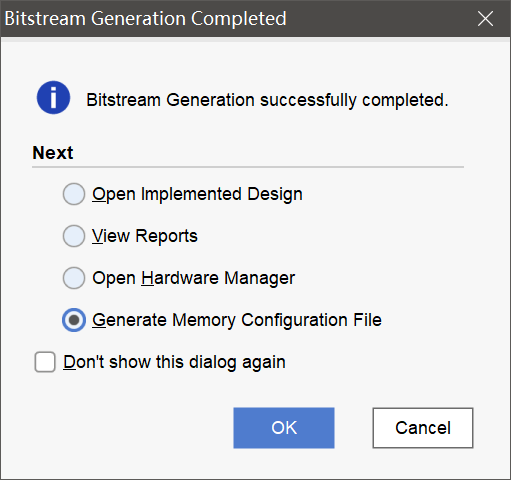 Bitstream Generation Completed
Bitstream Generation successfully completed.
Next
Open Implemented Design
View Reports
Open Hardware Manager
Generate Memory Configuration File
Don't show this dialog again
OK
Cancel